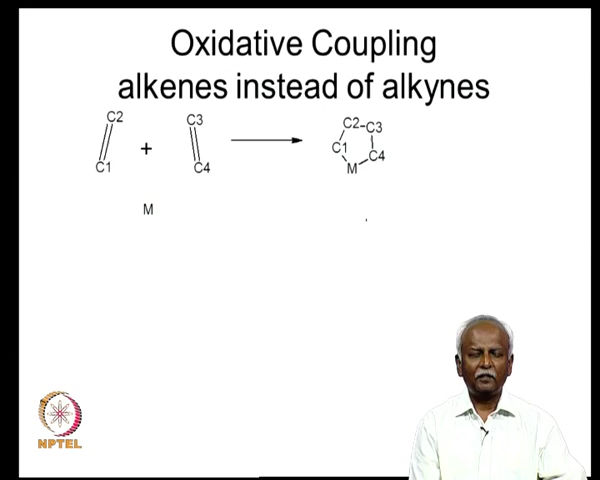 Oxidative Coupling
alkenes instead of alkynes
C2 C3 C2-C3
+ C1 C4
C1 C4 M
M
NPTEL